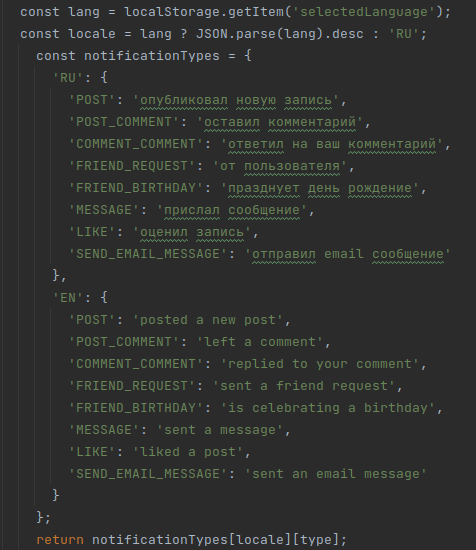 const lang = localStorage.getItem('selectedLanguage');
const locale = lang ? JSON.parse(lang).desc : 'RU';
const notificationTypes = {
'RU': {
'POST': 'опубликовал новую запись',
'POST_COMMENT': 'оставил комментарий',
'COMMENT_COMMENT': 'ответил на ваш комментарий',
'FRIEND_REQUEST': 'от пользователя',
'FRIEND_BIRTHDAY': 'празднует день рождение',
'MESSAGE': 'прислал сообщение',
'LIKE': 'оценил запись',
'SEND_EMAIL_MESSAGE': 'отправил email сообщение'
},
'EN': {
'POST': 'posted a new post',
'POST_COMMENT': 'left a comment',
'COMMENT_COMMENT': 'replied to your comment',
'FRIEND_REQUEST': 'sent a friend request',
'FRIEND_BIRTHDAY': 'is celebrating a birthday',
'MESSAGE': 'sent a message',
'LIKE': 'liked a post',
'SEND_EMAIL_MESSAGE': 'sent an email message'
}
};
return notificationTypes[locale][type];